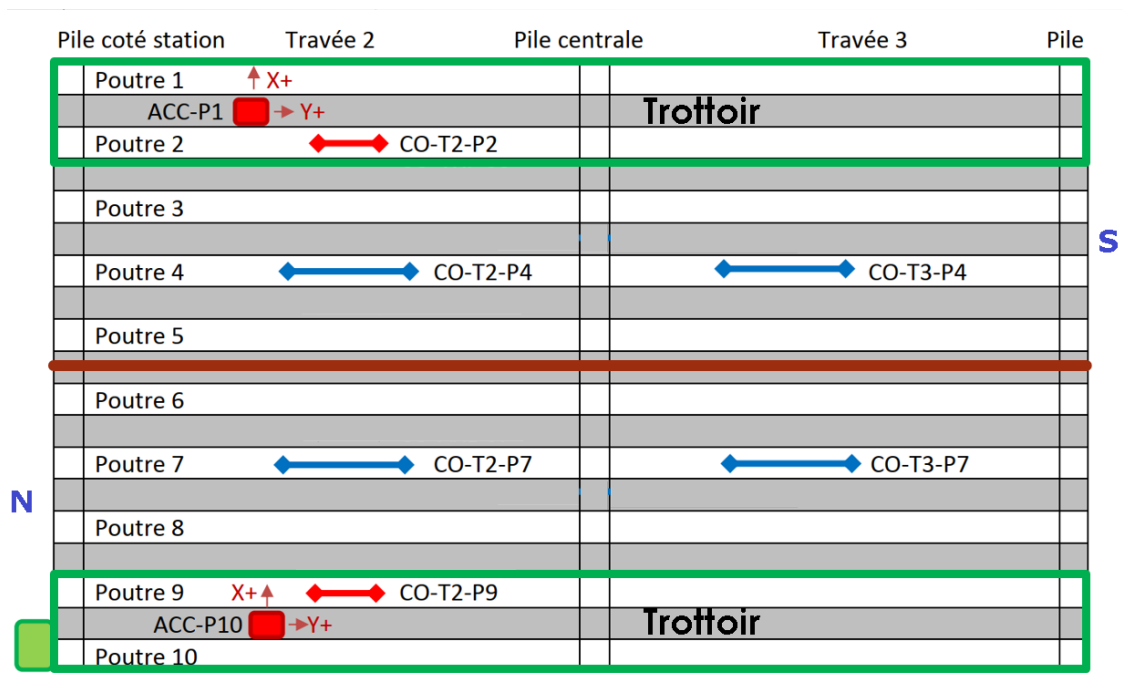 Pile coté station Travée 2 Pile centrale Travée 3 Pile
Poutre 1 X+
ACC-P1 Y+ Trottoir
Poutre 2 CO-T2-P2
Poutre 3
S
Poutre 4 CO-T2-P4 CO-T3-P4
Poutre 5
Poutre 6
Poutre 7 CO-T2-P7 CO-T3-P7
N
Poutre 8
Poutre 9 X+ CO-T2-P9
ACC-P10 Y+ Trottoir
Poutre 10